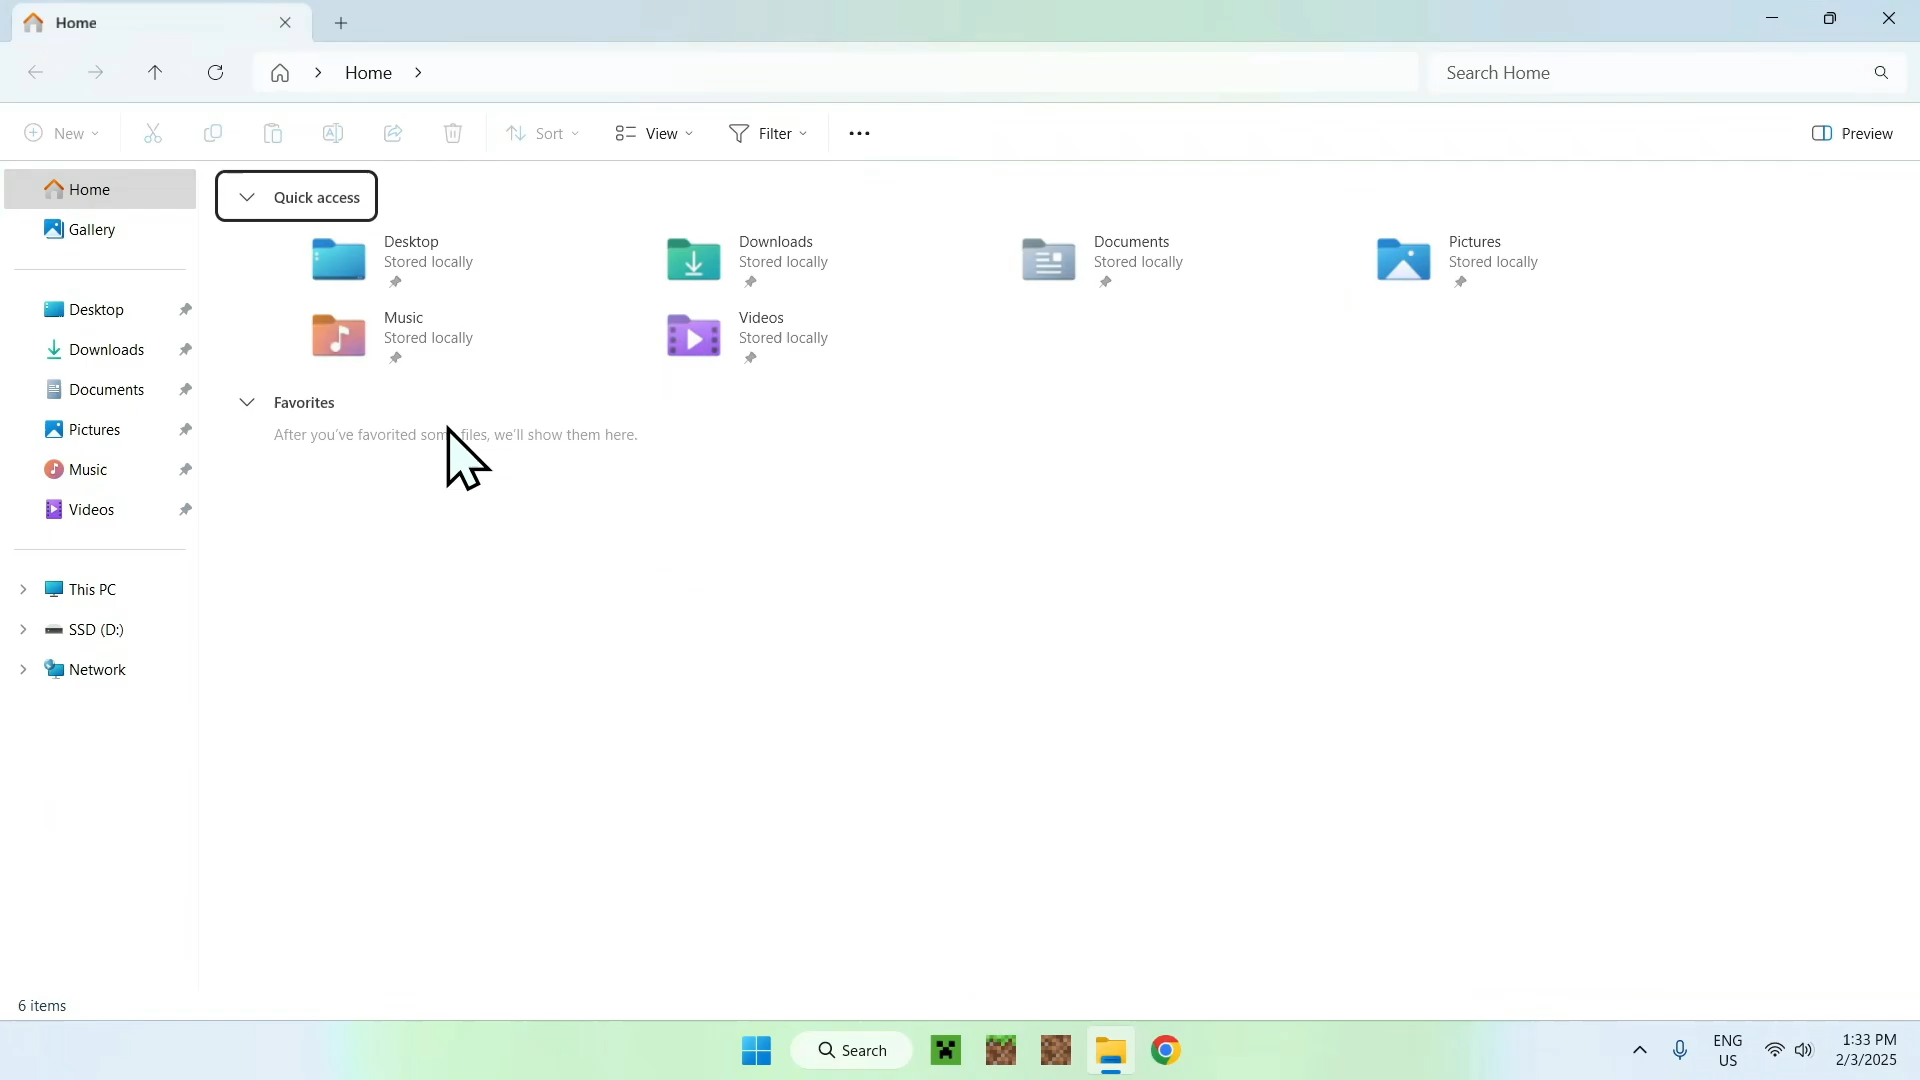 Home
Home
Search Home
New
Sort
View
Filter
Preview
Home
Gallery
Desktop
Downloads
Documents
Pictures
Music
Videos
This PC
SSD (D:)
Network
Quick access
Desktop
Stored locally
Downloads
Stored locally
Documents
Stored locally
Pictures
Stored locally
Music
Stored locally
Videos
Stored locally
Favorites
After you've favorited som files, we'll show them here.
6 items
Search
ENG
US
1:33 PM
2/3/2025